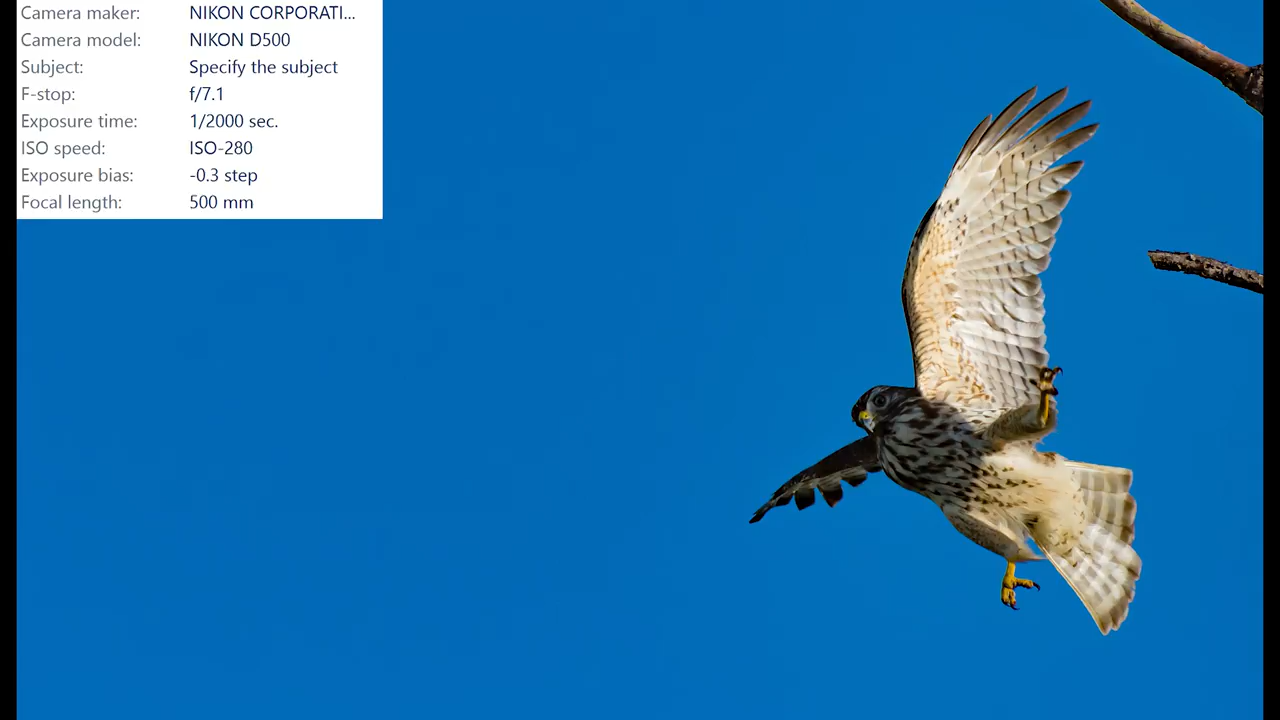 Camera maker: NIKON CORPORATI...
Camera model: NIKON D500
Subject: Specify the subject
F-stop: f/7.1
Exposure time: 1/2000 sec.
ISO speed: ISO-280
Exposure bias: -0.3 step
Focal length: 500 mm